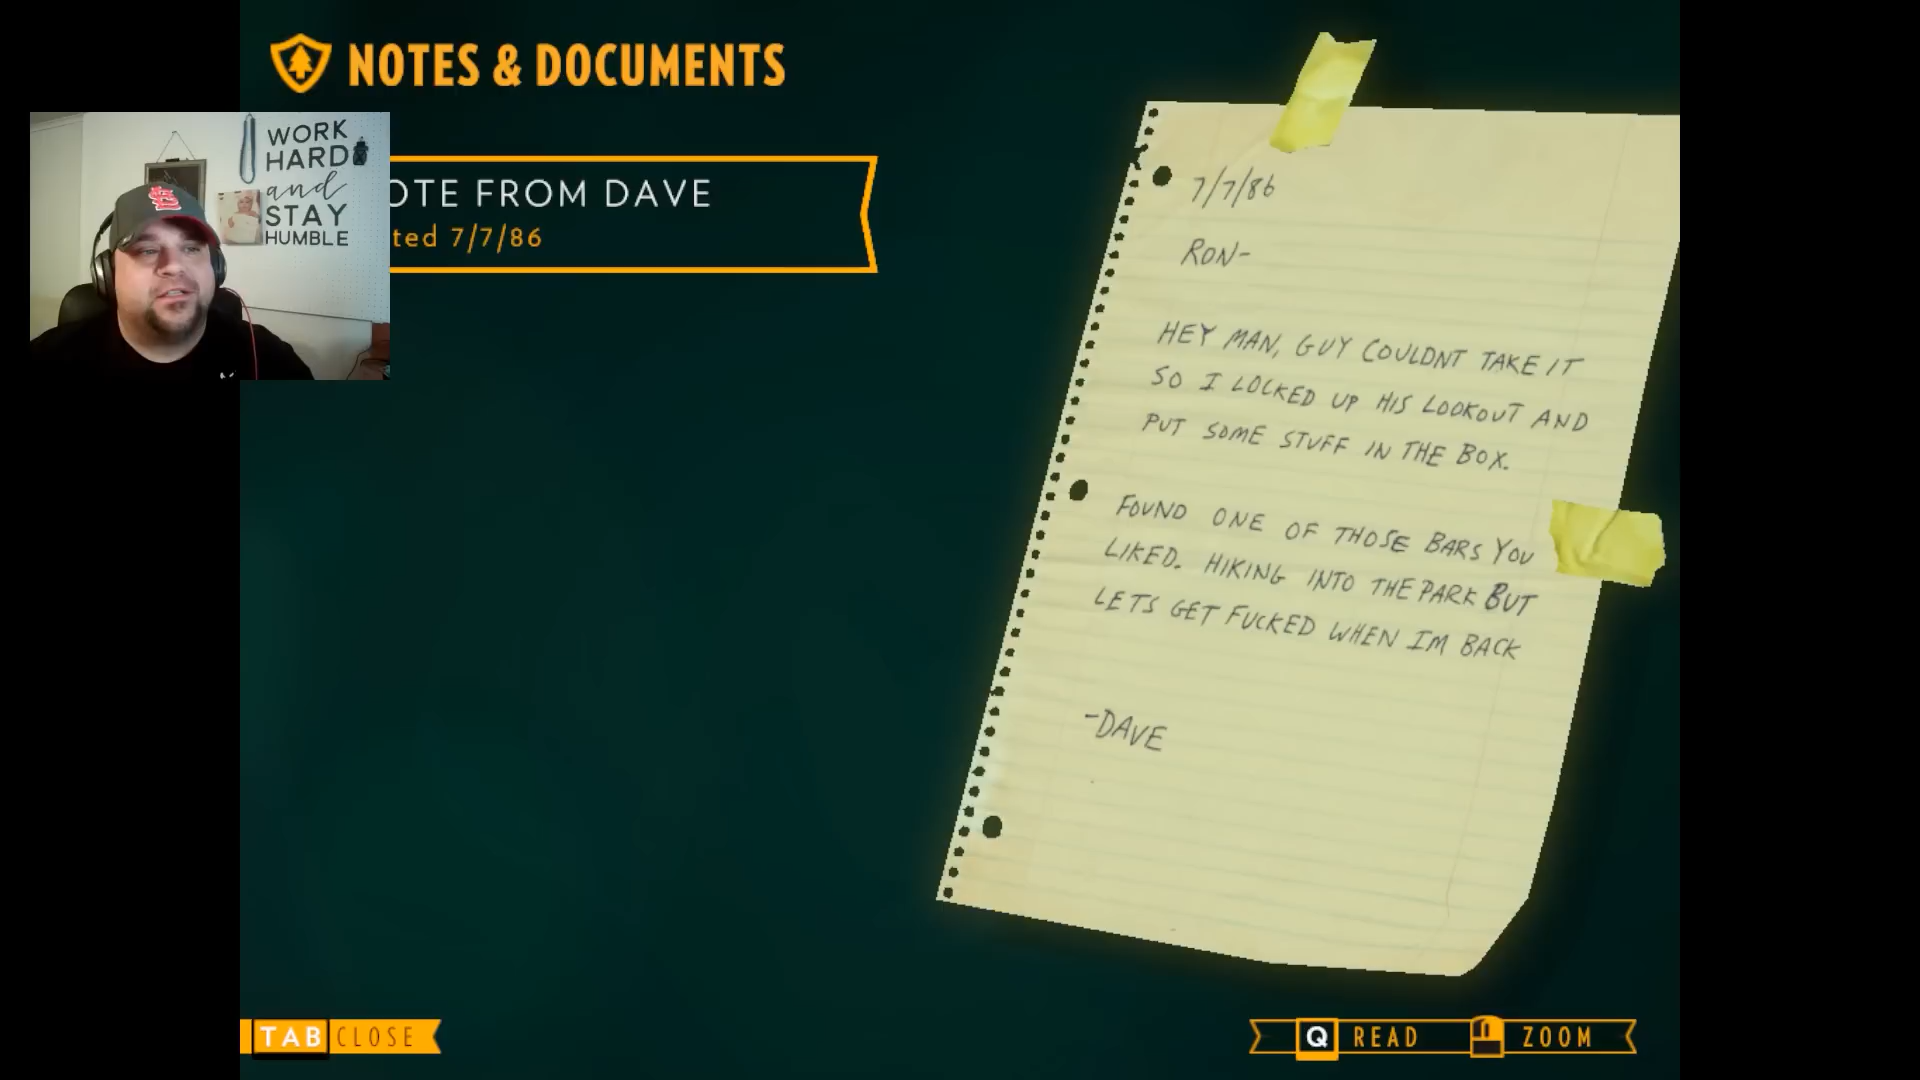 NOTES & DOCUMENTS
WORK
HARD
and
STAY
HUMBLE
OTE FROM DAVE
ted 7/7/86
7/7/86
RON-
HEY MAN, GUY COULDNT TAKE IT
SO I LOCKED UP HIS LOOKOUT AND
PUT SOME STUFF IN THE BOX.
FOUND ONE OF THOSE BARS YOU
LIKED. HIKING INTO THE PARK BUT
LETS GET FUCKED WHEN IM BACK
-DAVE
TAB CLOSE
Q READ ZOOM